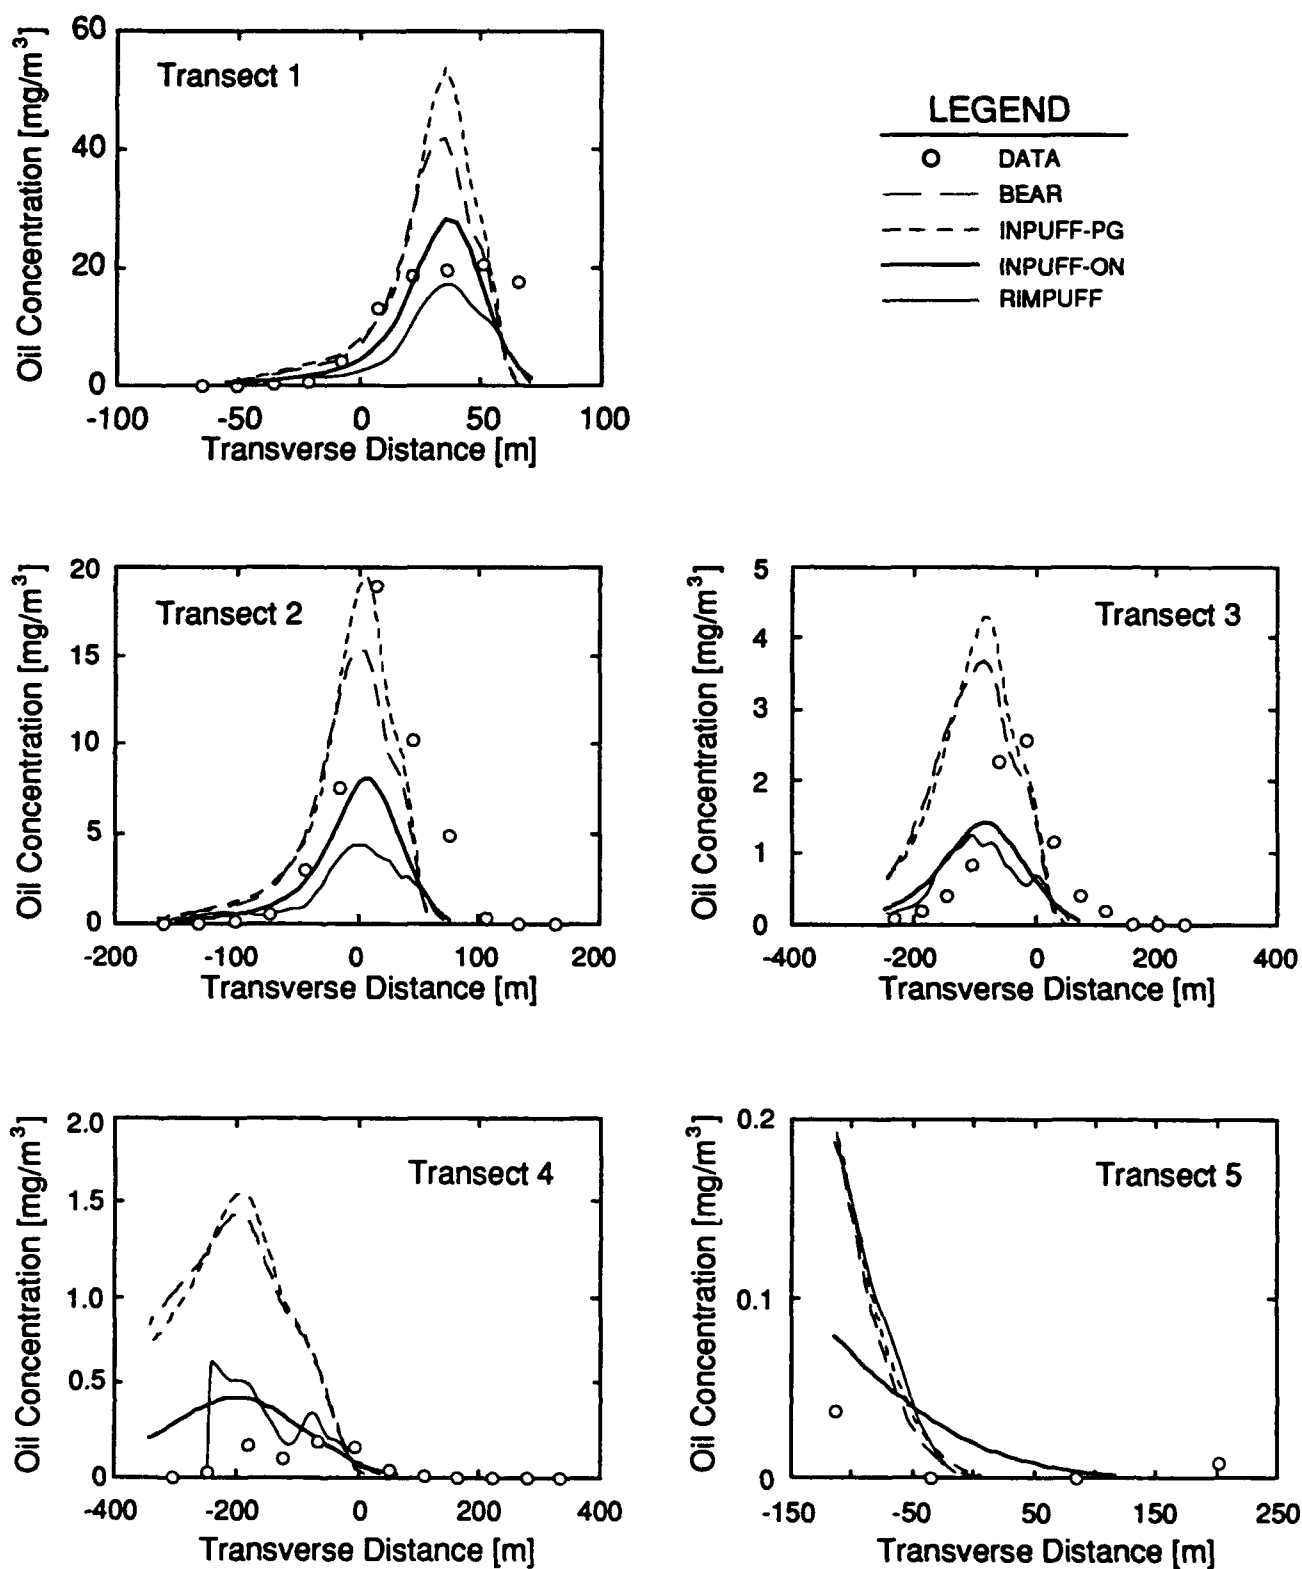 Oil Concentration [mg/m³]
60
40
20
0
Transect 1
-100 -50 0 50 100
Transverse Distance [m]
LEGEND
DATA
BEAR
INPUFF-PG
INPUFF-ON
RIMPUFF
Oil Concentration [mg/m³]
20
15
10
5
0
Transect 2
-200 -100 0 100 200
Transverse Distance [m]
Oil Concentration [mg/m³]
5
4
3
2
1
0
Transect 3
-400 -200 0 200 400
Transverse Distance [m]
Oil Concentration [mg/m³]
2.0
1.5
1.0
0.5
0
Transect 4
-400 -200 0 200 400
Transverse Distance [m]
Oil Concentration [mg/m³]
0.2
0.1
0
Transect 5
-150 -50 50 150 250
Transverse Distance [m]